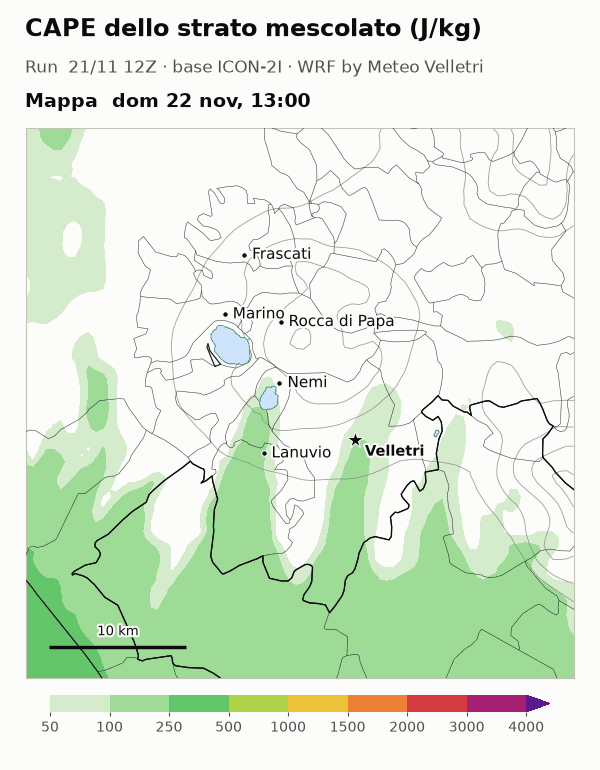 CAPE dello strato mescolato (J/kg)
Run  21/11 12Z · base ICON-2I · WRF by Meteo Velletri
Mappa  dom 22 nov, 13:00
Frascati
Marino
Rocca di Papa
Nemi
Velletri
Lanuvio
10 km
50 100 250 500 1000 1500 2000 3000 4000